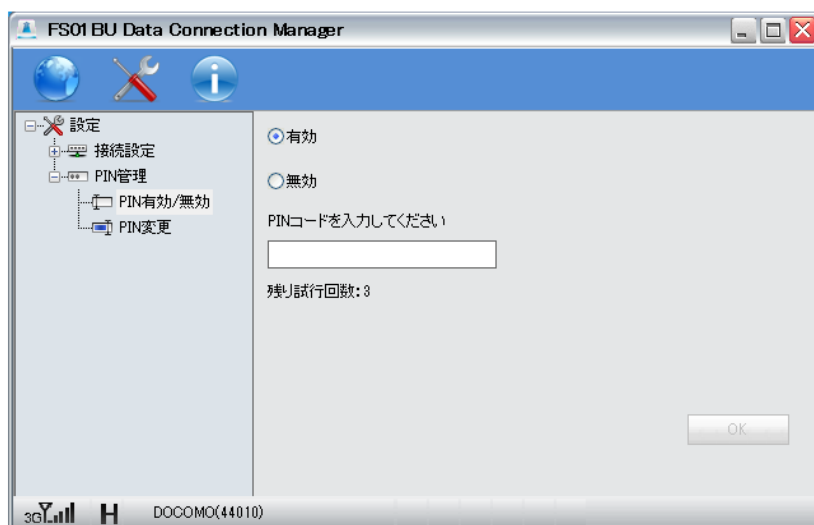 FS01BU Data Connection Manager
設定
接続設定
PIN管理
PIN有効/無効
PIN変更
有効
無効
PINコードを入力してください
残り試行回数:3
OK
3G H DOCOMO(44010)